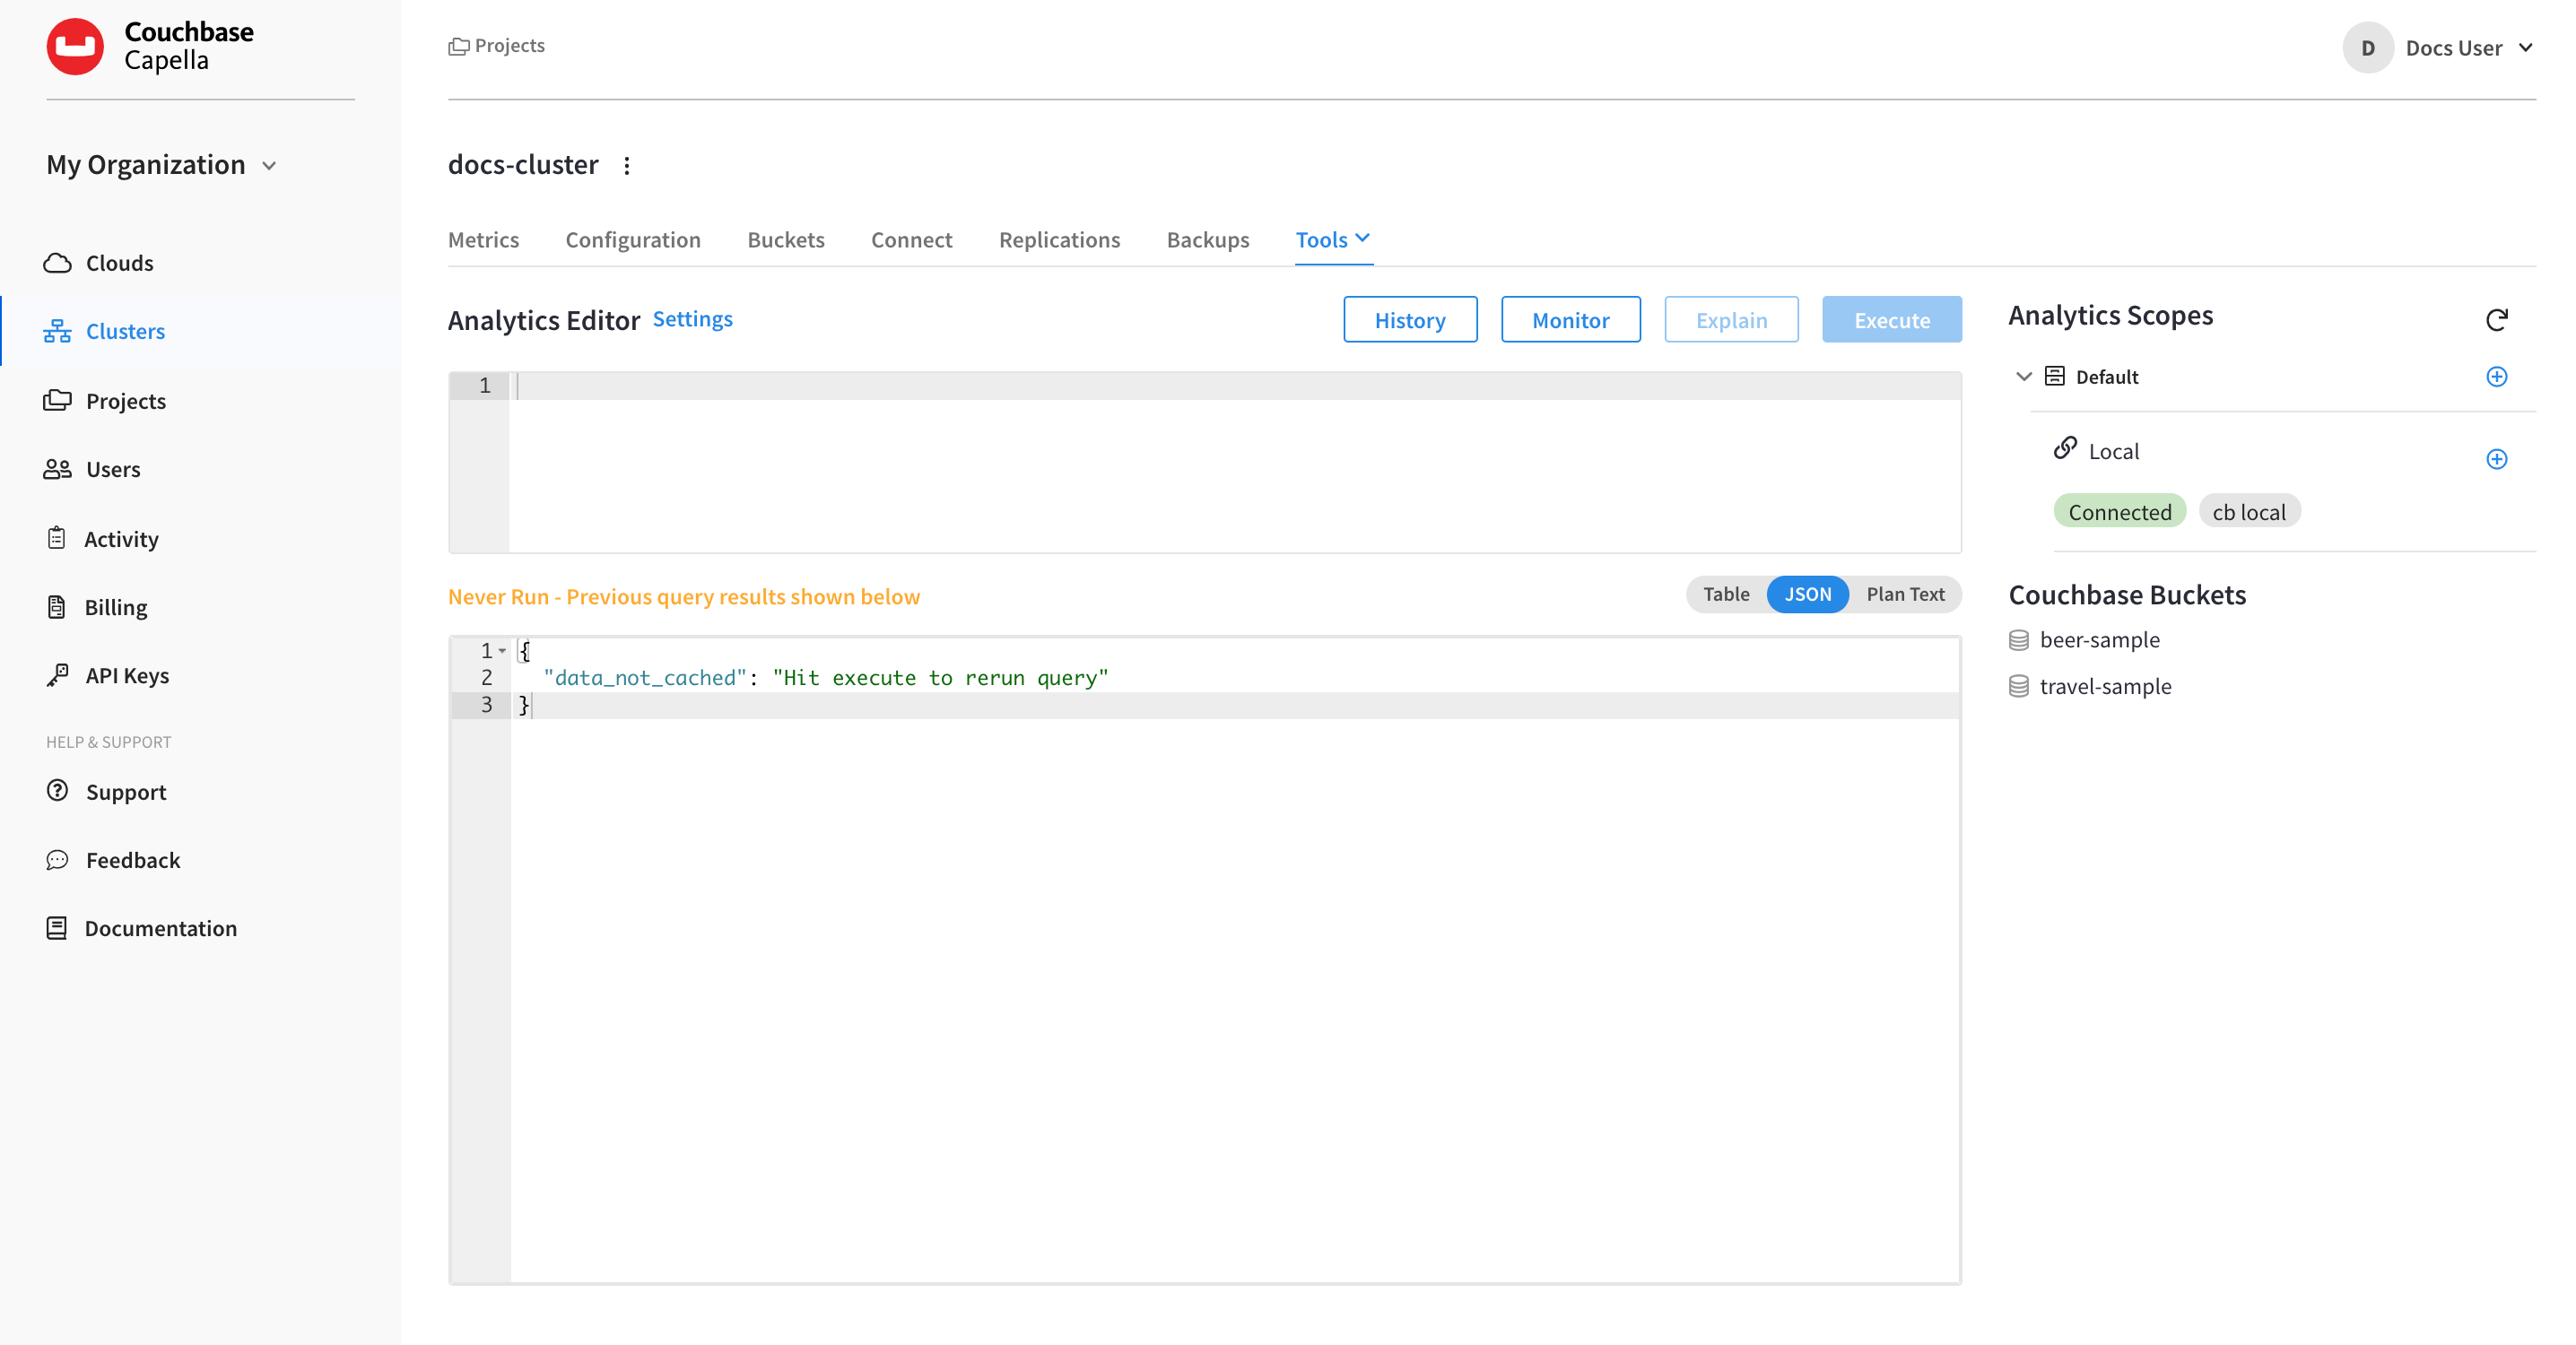 Couchbase
Capella
Projects
D Docs User
My Organization
docs-cluster
Metrics Configuration Buckets Connect Replications Backups Tools
Clouds
Clusters
Projects
Users
Activity
Billing
API Keys
HELP & SUPPORT
Support
Feedback
Documentation
Analytics Editor Settings History Monitor Explain Execute
1
Never Run - Previous query results shown below Table JSON Plan Text
1 {
2 "data_not_cached": "Hit execute to rerun query"
3 }
Analytics Scopes
Default
Local
Connected cb local
Couchbase Buckets
beer-sample
travel-sample